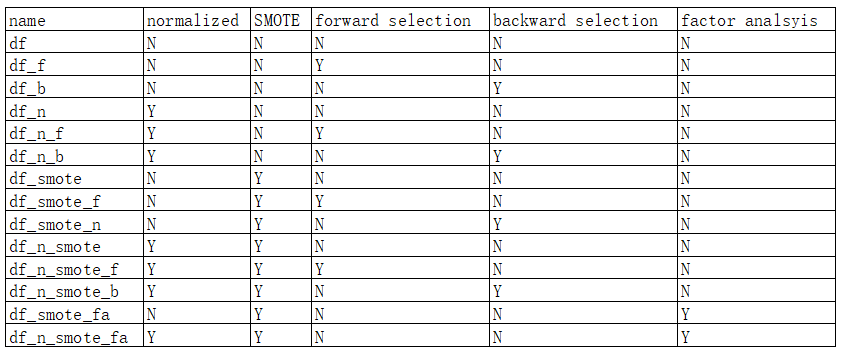 name normalized SMOTE forward selection backward selection factor analsyis
df N N N N N
df_f N N Y N N
df_b N N N Y N
df_n Y N N N N
df_n_f Y N Y N N
df_n_b Y N N Y N
df_smote N Y N N N
df_smote_f N Y Y N N
df_smote_n N Y N Y N
df_n_smote Y Y N N N
df_n_smote_f Y Y Y N N
df_n_smote_b Y Y N Y N
df_smote_fa N Y N N Y
df_n_smote_fa Y Y N N Y